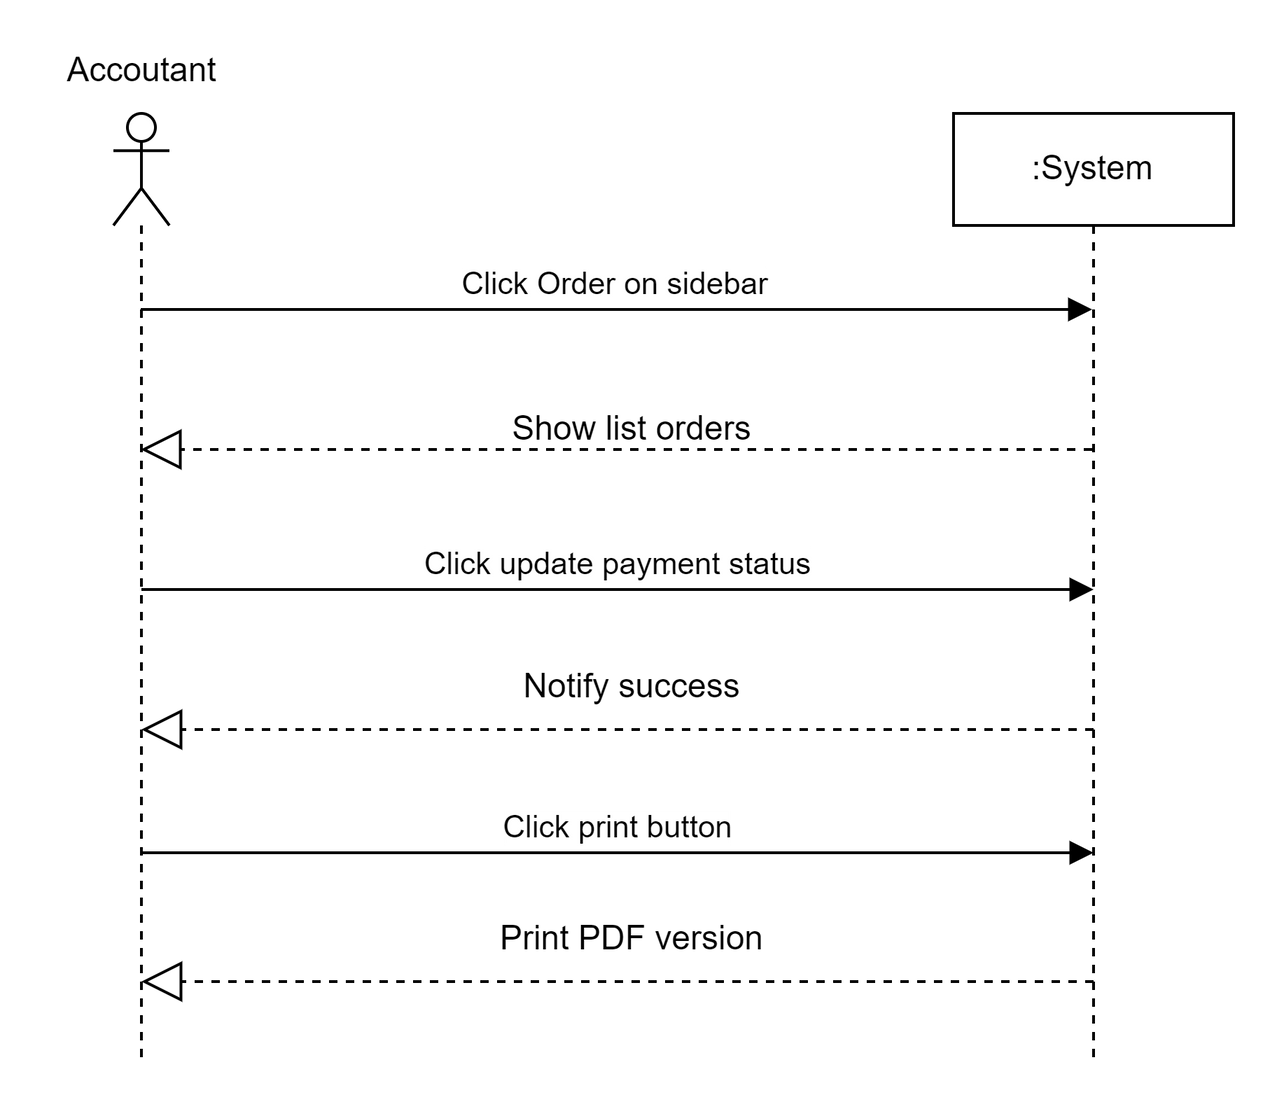 Accoutant
:System
Click Order on sidebar
Show list orders
Click update payment status
Notify success
Click print button
Print PDF version